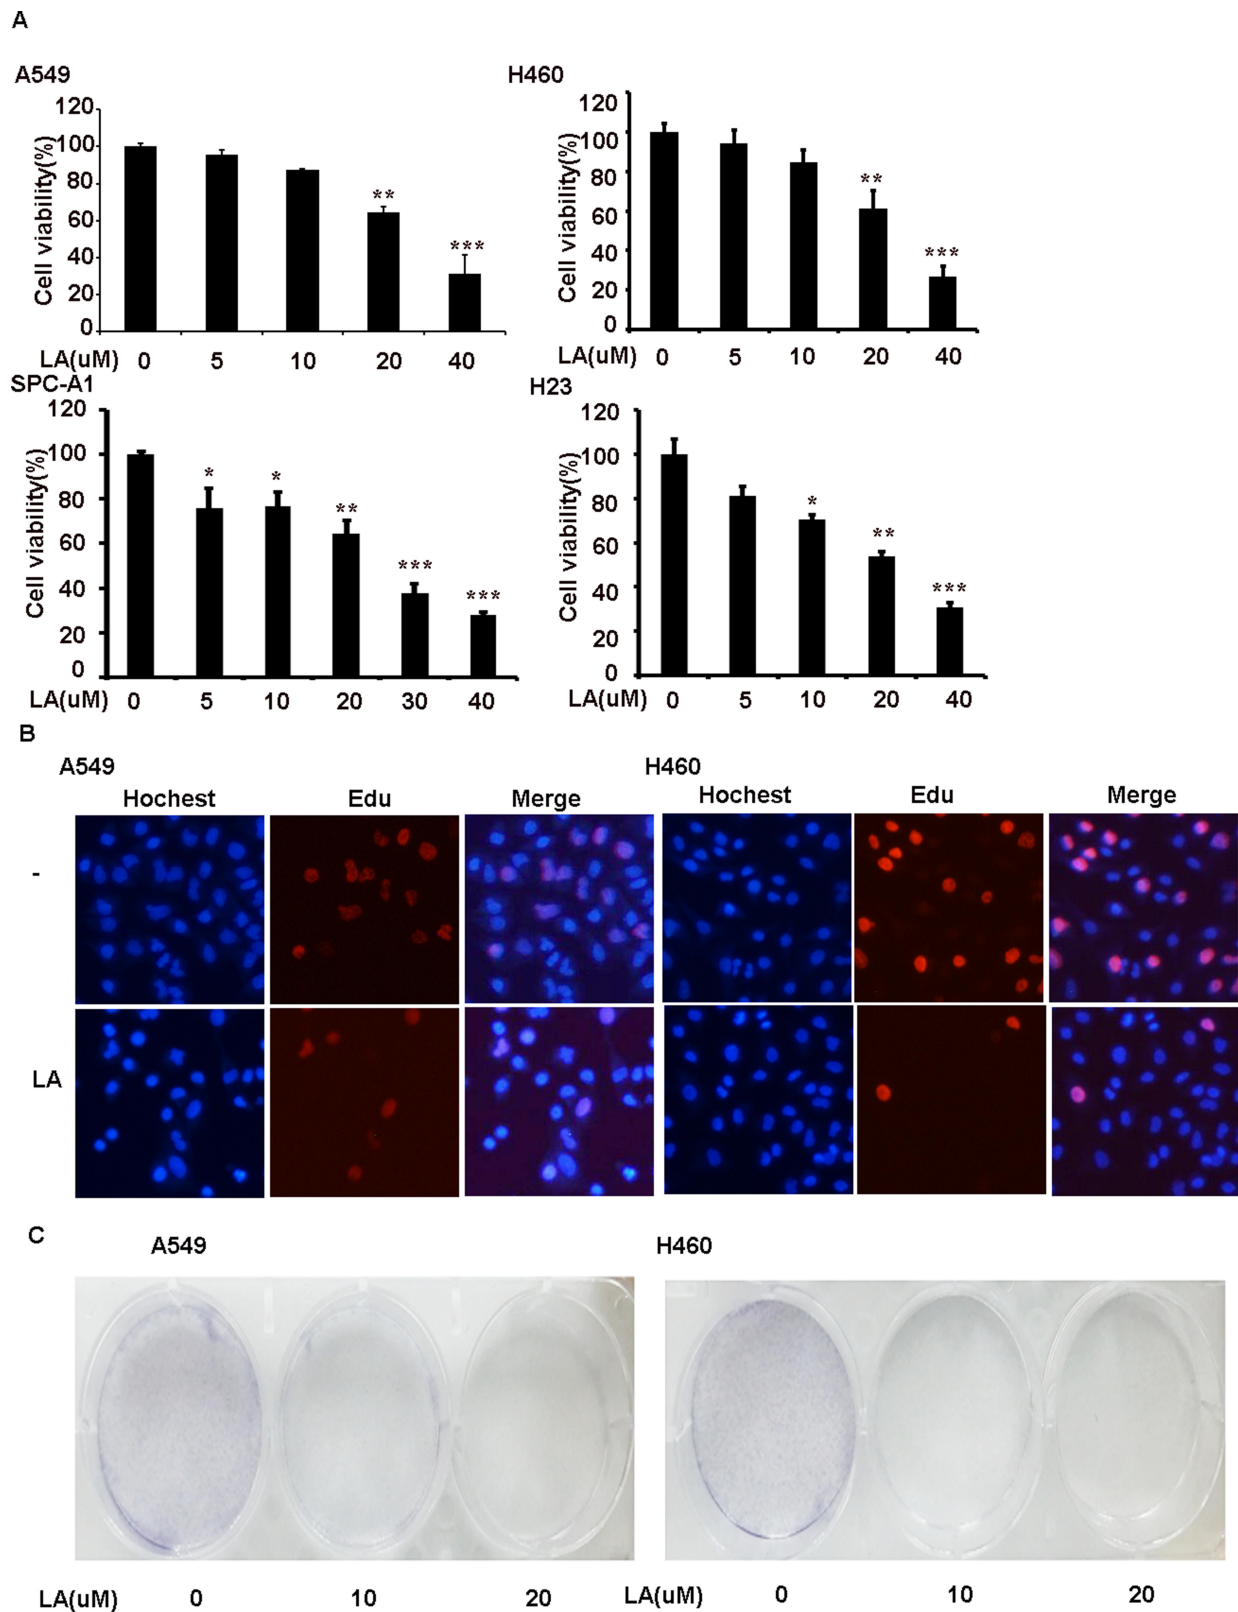 A
A549
H460
120
100
80
60
40
20
0
Cell viability(%)
**
***
LA(uM) 0 5 10 20 40
120
100
80
60
40
20
0
Cell viability(%)
**
***
LA(uM) 0 5 10 20 40
SPC-A1
H23
120
100
80
60
40
20
0
Cell viability(%)
*
*
**
***
***
LA(uM) 0 5 10 20 30 40
120
100
80
60
40
20
0
Cell viability(%)
*
**
***
LA(uM) 0 5 10 20 40
B
A549
H460
Hochest Edu Merge
Hochest Edu Merge
-
LA
C
A549
H460
LA(uM) 0 10 20
LA(uM) 0 10 20